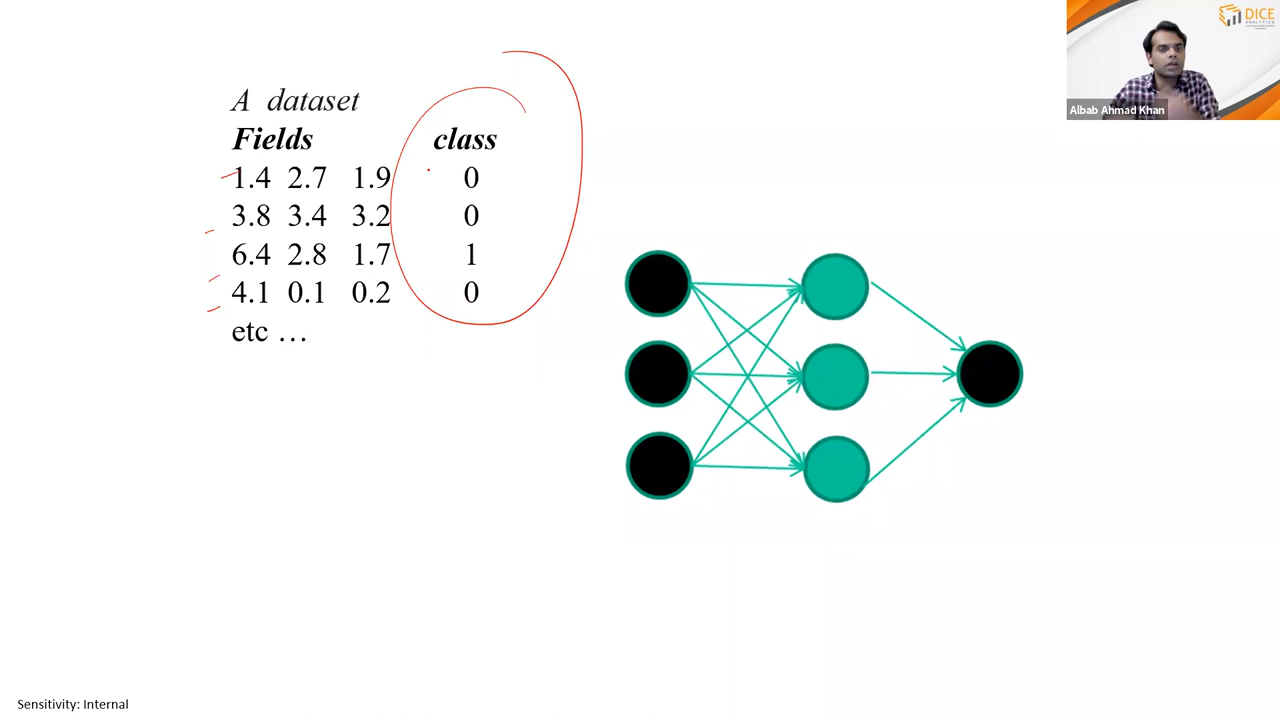 A dataset
Fields class
1.4 2.7 1.9 0
3.8 3.4 3.2 0
6.4 2.8 1.7 1
4.1 0.1 0.2 0
etc …
DICE
ANALYTICS
Albab Ahmad Khan
Sensitivity: Internal